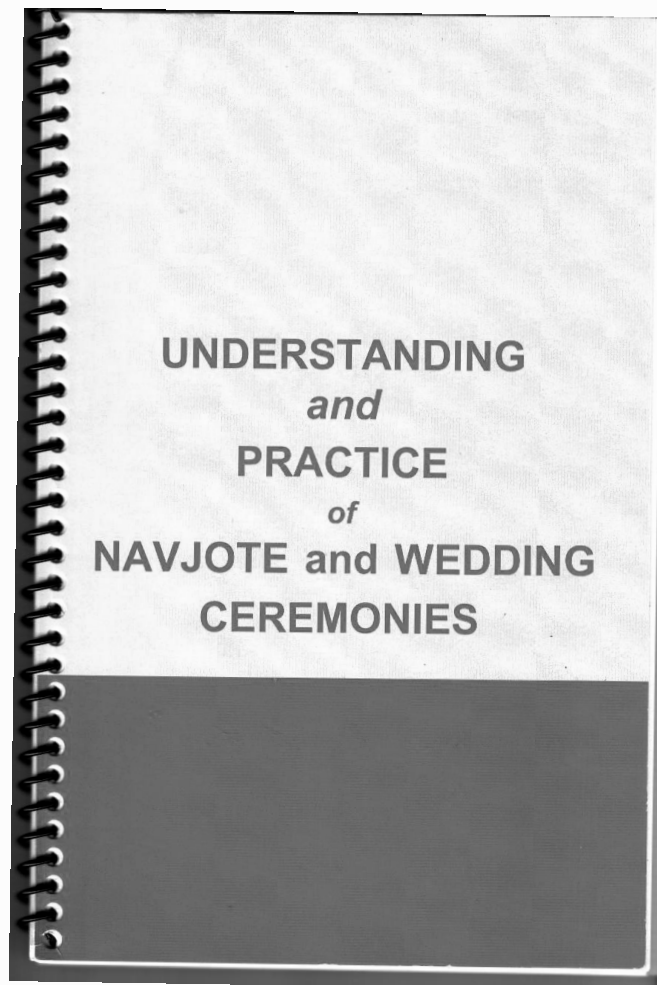 UNDERSTANDING
and
PRACTICE
of
NAVJOTE and WEDDING
CEREMONIES